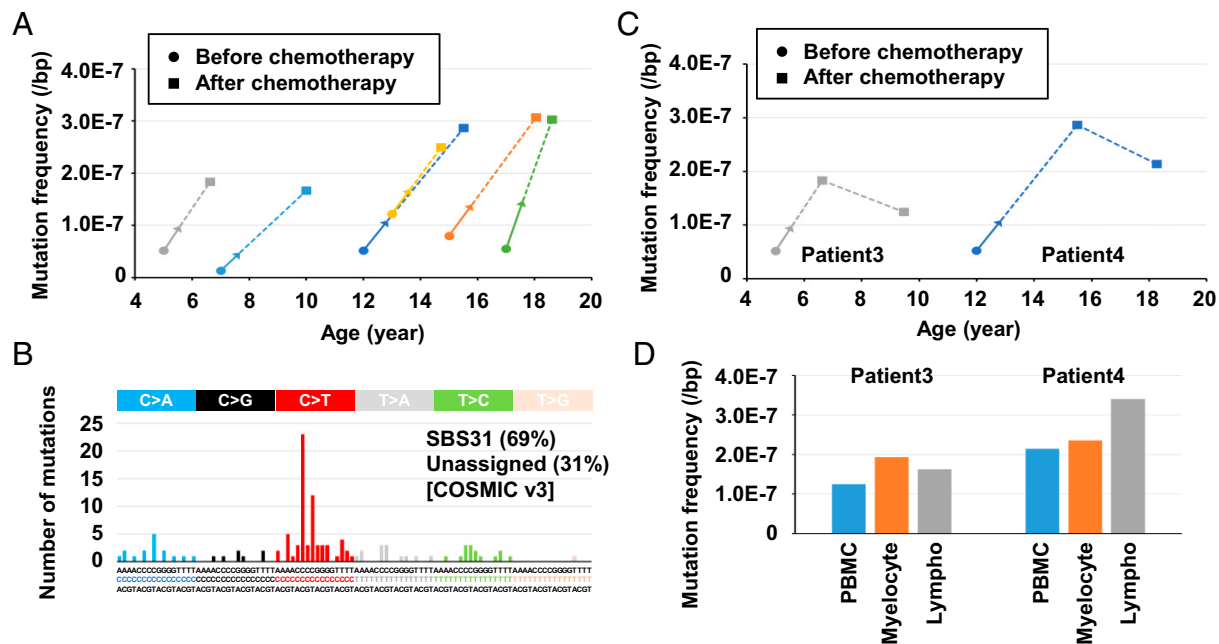 A
Before chemotherapy
After chemotherapy
Mutation frequency (/bp)
4.0E-7
3.0E-7
2.0E-7
1.0E-7
0
4 6 8 10 12 14 16 18 20
Age (year)
B
C>A C>G C>T T>A T>C T>G
Number of mutations
25
20
15
10
5
0
SBS31 (69%)
Unassigned (31%)
[COSMIC v3]
AAAACCCCGGGGTTTTAAAACCCCGGGGTTTTAAAACCCCGGGGTTTTAAAACCCCGGGGTTTTAAAACCCCGGGGTTTTAAAACCCCGGGGTTTT
CCCCCCCCCCCCCCCCCCCCCCCCCCCCCCCCCCCCCCCCCCCCCCCCTTTTTTTTTTTTTTTTTTTTTTTTTTTTTTTTTTTTTTTTTTTTTTTT
ACGTACGTACGTACGTACGTACGTACGTACGTACGTACGTACGTACGTACGTACGTACGTACGTACGTACGTACGTACGTACGTACGTACGTACGT
C
Before chemotherapy
After chemotherapy
Mutation frequency (/bp)
4.0E-7
3.0E-7
2.0E-7
1.0E-7
0
Patient3 Patient4
4 6 8 10 12 14 16 18 20
Age (year)
D
Mutation frequency (/bp)
4.0E-7
3.0E-7
2.0E-7
1.0E-7
0
Patient3 Patient4
PBMC
Myelocyte
Lympho
PBMC
Myelocyte
Lympho